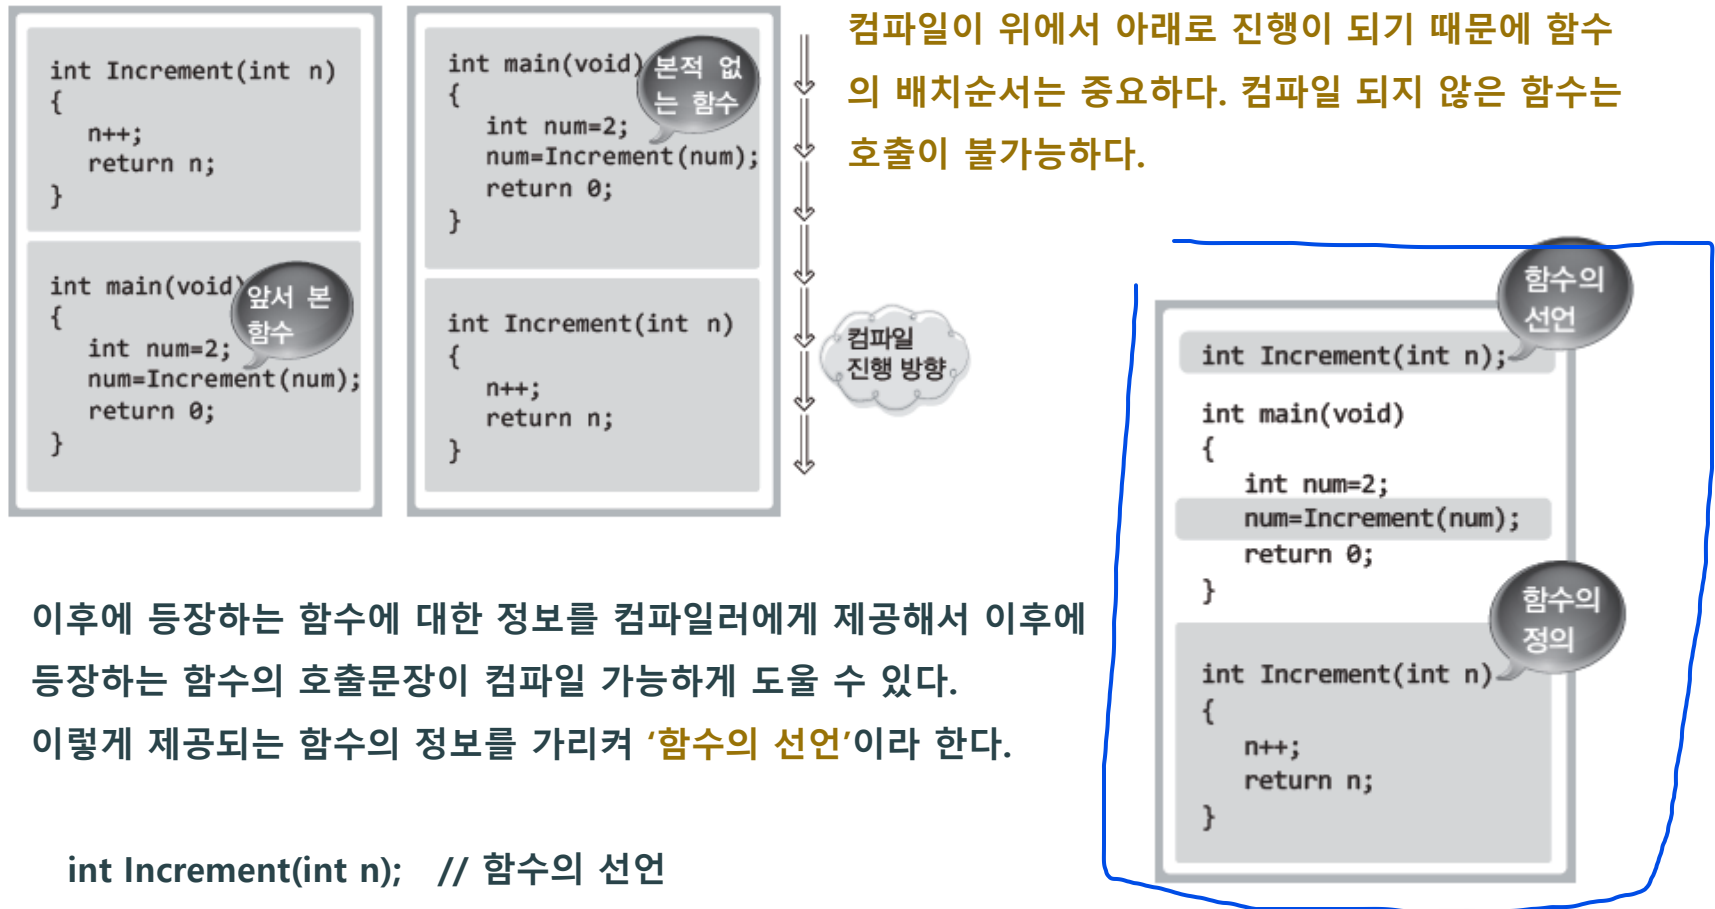 int Increment(int n)
{
n++;
return n;
}
int main(void)
{
int num=2;
num=Increment(num);
return 0;
}
앞서 본
함수
int main(void)
{
int num=2;
num=Increment(num);
return 0;
}
본적 없
는 함수
int Increment(int n)
{
n++;
return n;
}
컴파일
진행 방향
컴파일이 위에서 아래로 진행이 되기 때문에 함수
의 배치순서는 중요하다. 컴파일 되지 않은 함수는
호출이 불가능하다.
함수의
선언
int Increment(int n);
int main(void)
{
int num=2;
num=Increment(num);
return 0;
}
함수의
정의
int Increment(int n)
{
n++;
return n;
}
이후에 등장하는 함수에 대한 정보를 컴파일러에게 제공해서 이후에
등장하는 함수의 호출문장이 컴파일 가능하게 도울 수 있다.
이렇게 제공되는 함수의 정보를 가리켜 ‘함수의 선언’이라 한다.
int Increment(int n); // 함수의 선언